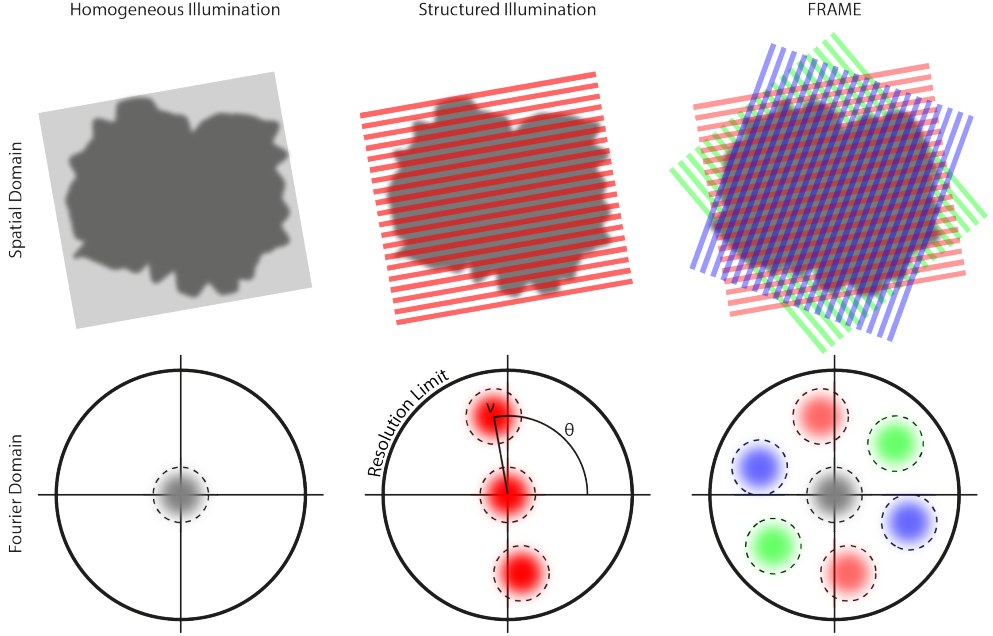 Homogeneous Illumination
Structured Illumination
FRAME
Spatial Domain
Fourier Domain
Resolution Limit
v
θ